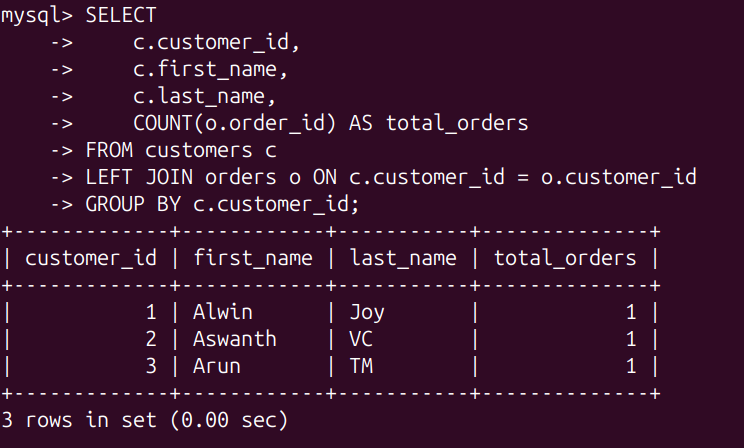 mysql> SELECT
    ->     c.customer_id,
    ->     c.first_name,
    ->     c.last_name,
    ->     COUNT(o.order_id) AS total_orders
    -> FROM customers c
    -> LEFT JOIN orders o ON c.customer_id = o.customer_id
    -> GROUP BY c.customer_id;
+-------------+------------+-----------+--------------+
| customer_id | first_name | last_name | total_orders |
+-------------+------------+-----------+--------------+
|           1 | Alwin      | Joy       |            1 |
|           2 | Aswanth    | VC        |            1 |
|           3 | Arun       | TM        |            1 |
+-------------+------------+-----------+--------------+
3 rows in set (0.00 sec)